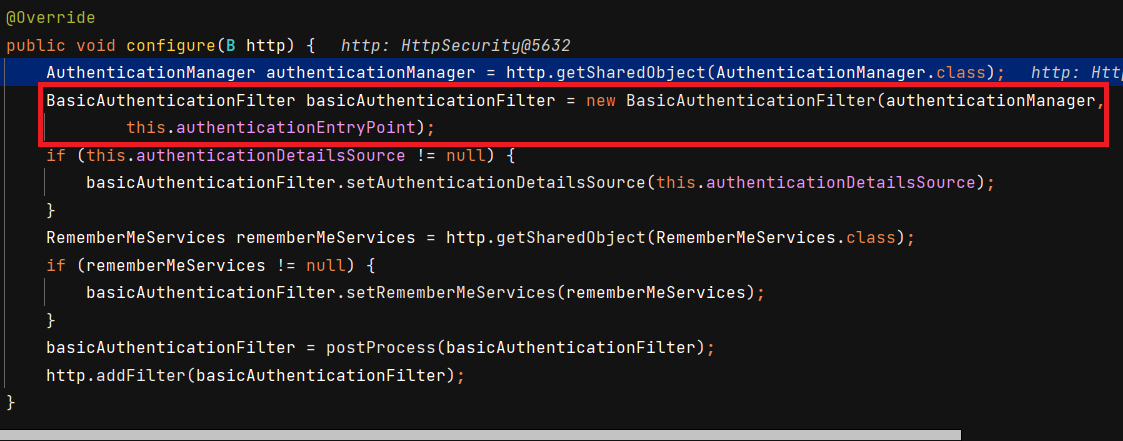 @Override
public void configure(B http) {   http: HttpSecurity@5632
    AuthenticationManager authenticationManager = http.getSharedObject(AuthenticationManager.class);   http: Htt
    BasicAuthenticationFilter basicAuthenticationFilter = new BasicAuthenticationFilter(authenticationManager,
            this.authenticationEntryPoint);
    if (this.authenticationDetailsSource != null) {
        basicAuthenticationFilter.setAuthenticationDetailsSource(this.authenticationDetailsSource);
    }
    RememberMeServices rememberMeServices = http.getSharedObject(RememberMeServices.class);
    if (rememberMeServices != null) {
        basicAuthenticationFilter.setRememberMeServices(rememberMeServices);
    }
    basicAuthenticationFilter = postProcess(basicAuthenticationFilter);
    http.addFilter(basicAuthenticationFilter);
}